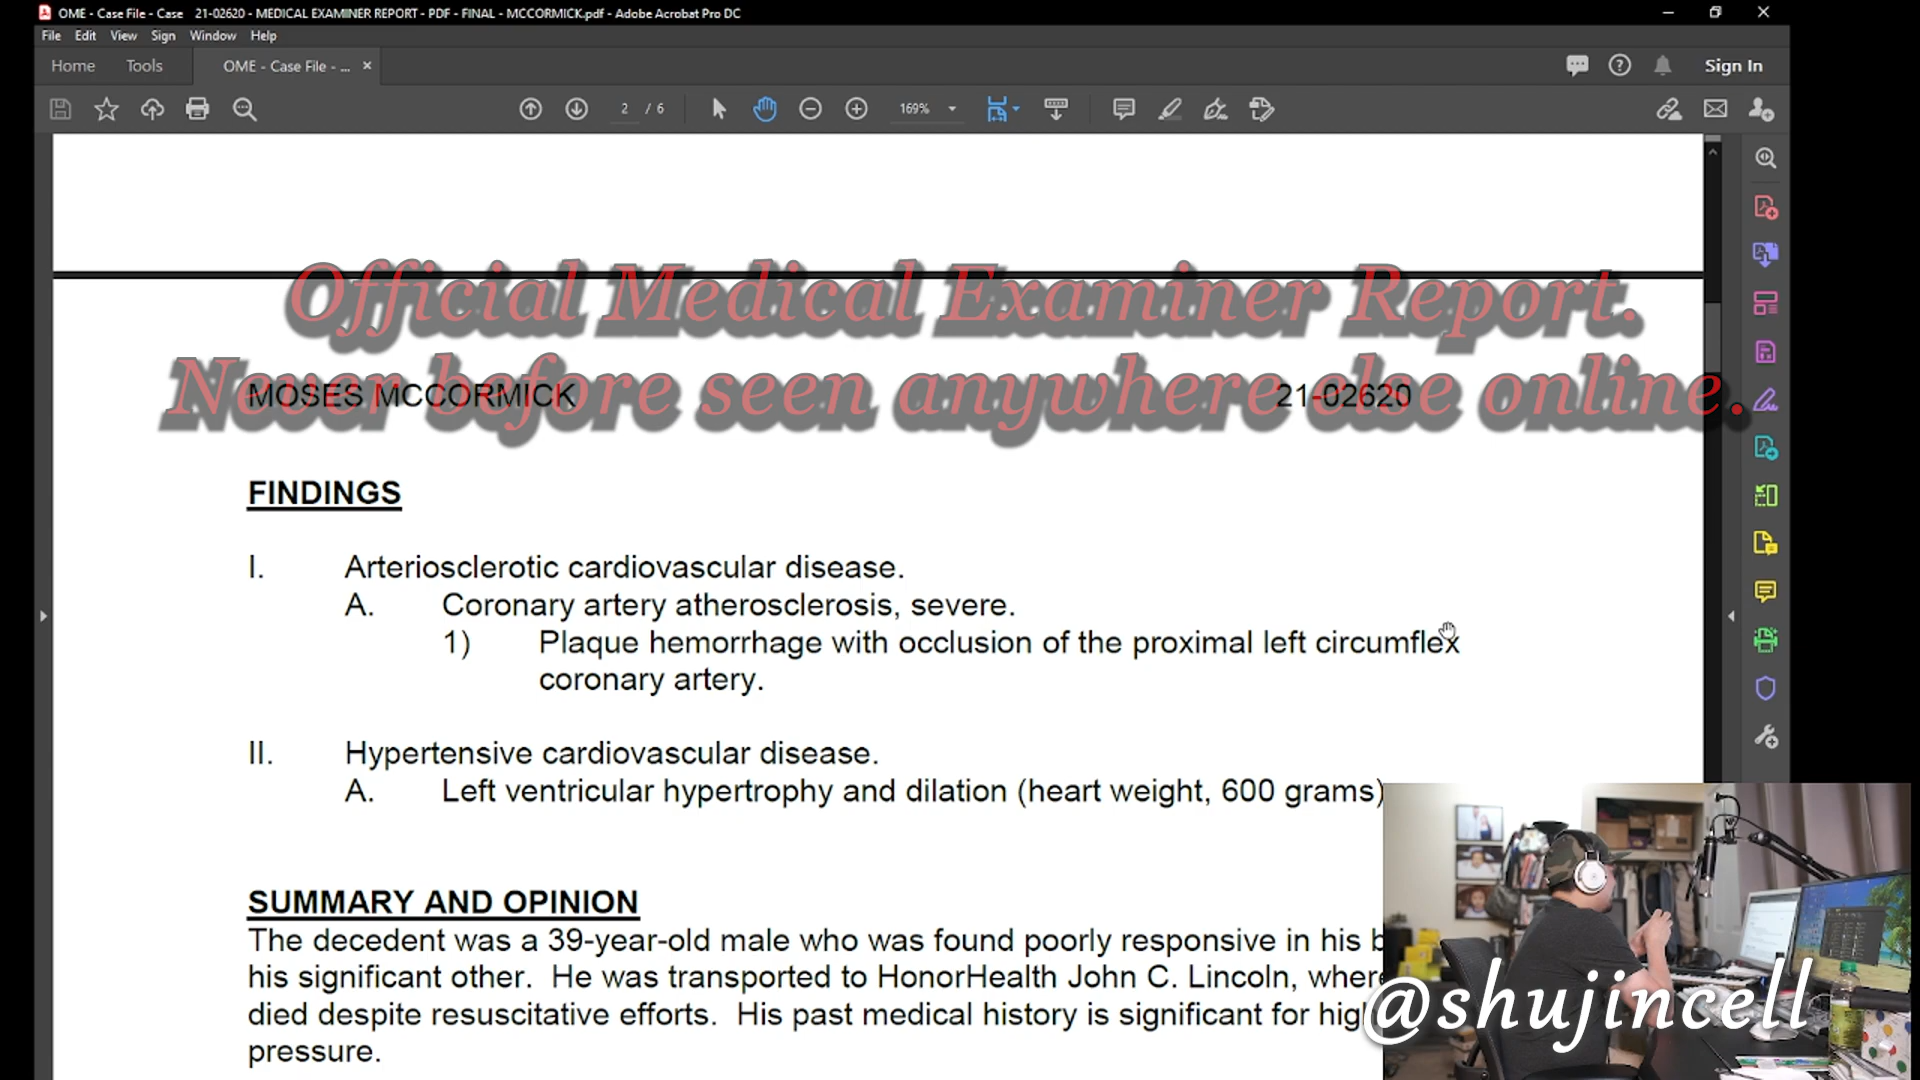 OME - Case File - Case 21-02620 - MEDICAL EXAMINER REPORT - PDF - FINAL - MCCORMICK.pdf - Adobe Acrobat Pro DC
File Edit View Sign Window Help
Home Tools OME - Case File - ... × Sign In
2 / 6 169%
Official Medical Examiner Report.
Never before seen anywhere else online.
MOSES MCCORMICK 21-02620
FINDINGS
I. Arteriosclerotic cardiovascular disease.
A. Coronary artery atherosclerosis, severe.
1) Plaque hemorrhage with occlusion of the proximal left circumflex
coronary artery.
II. Hypertensive cardiovascular disease.
A. Left ventricular hypertrophy and dilation (heart weight, 600 grams)
SUMMARY AND OPINION
The decedent was a 39-year-old male who was found poorly responsive in his
his significant other. He was transported to HonorHealth John C. Lincoln,
died despite resuscitative efforts. His past medical history is significant for
pressure.
@shujincell